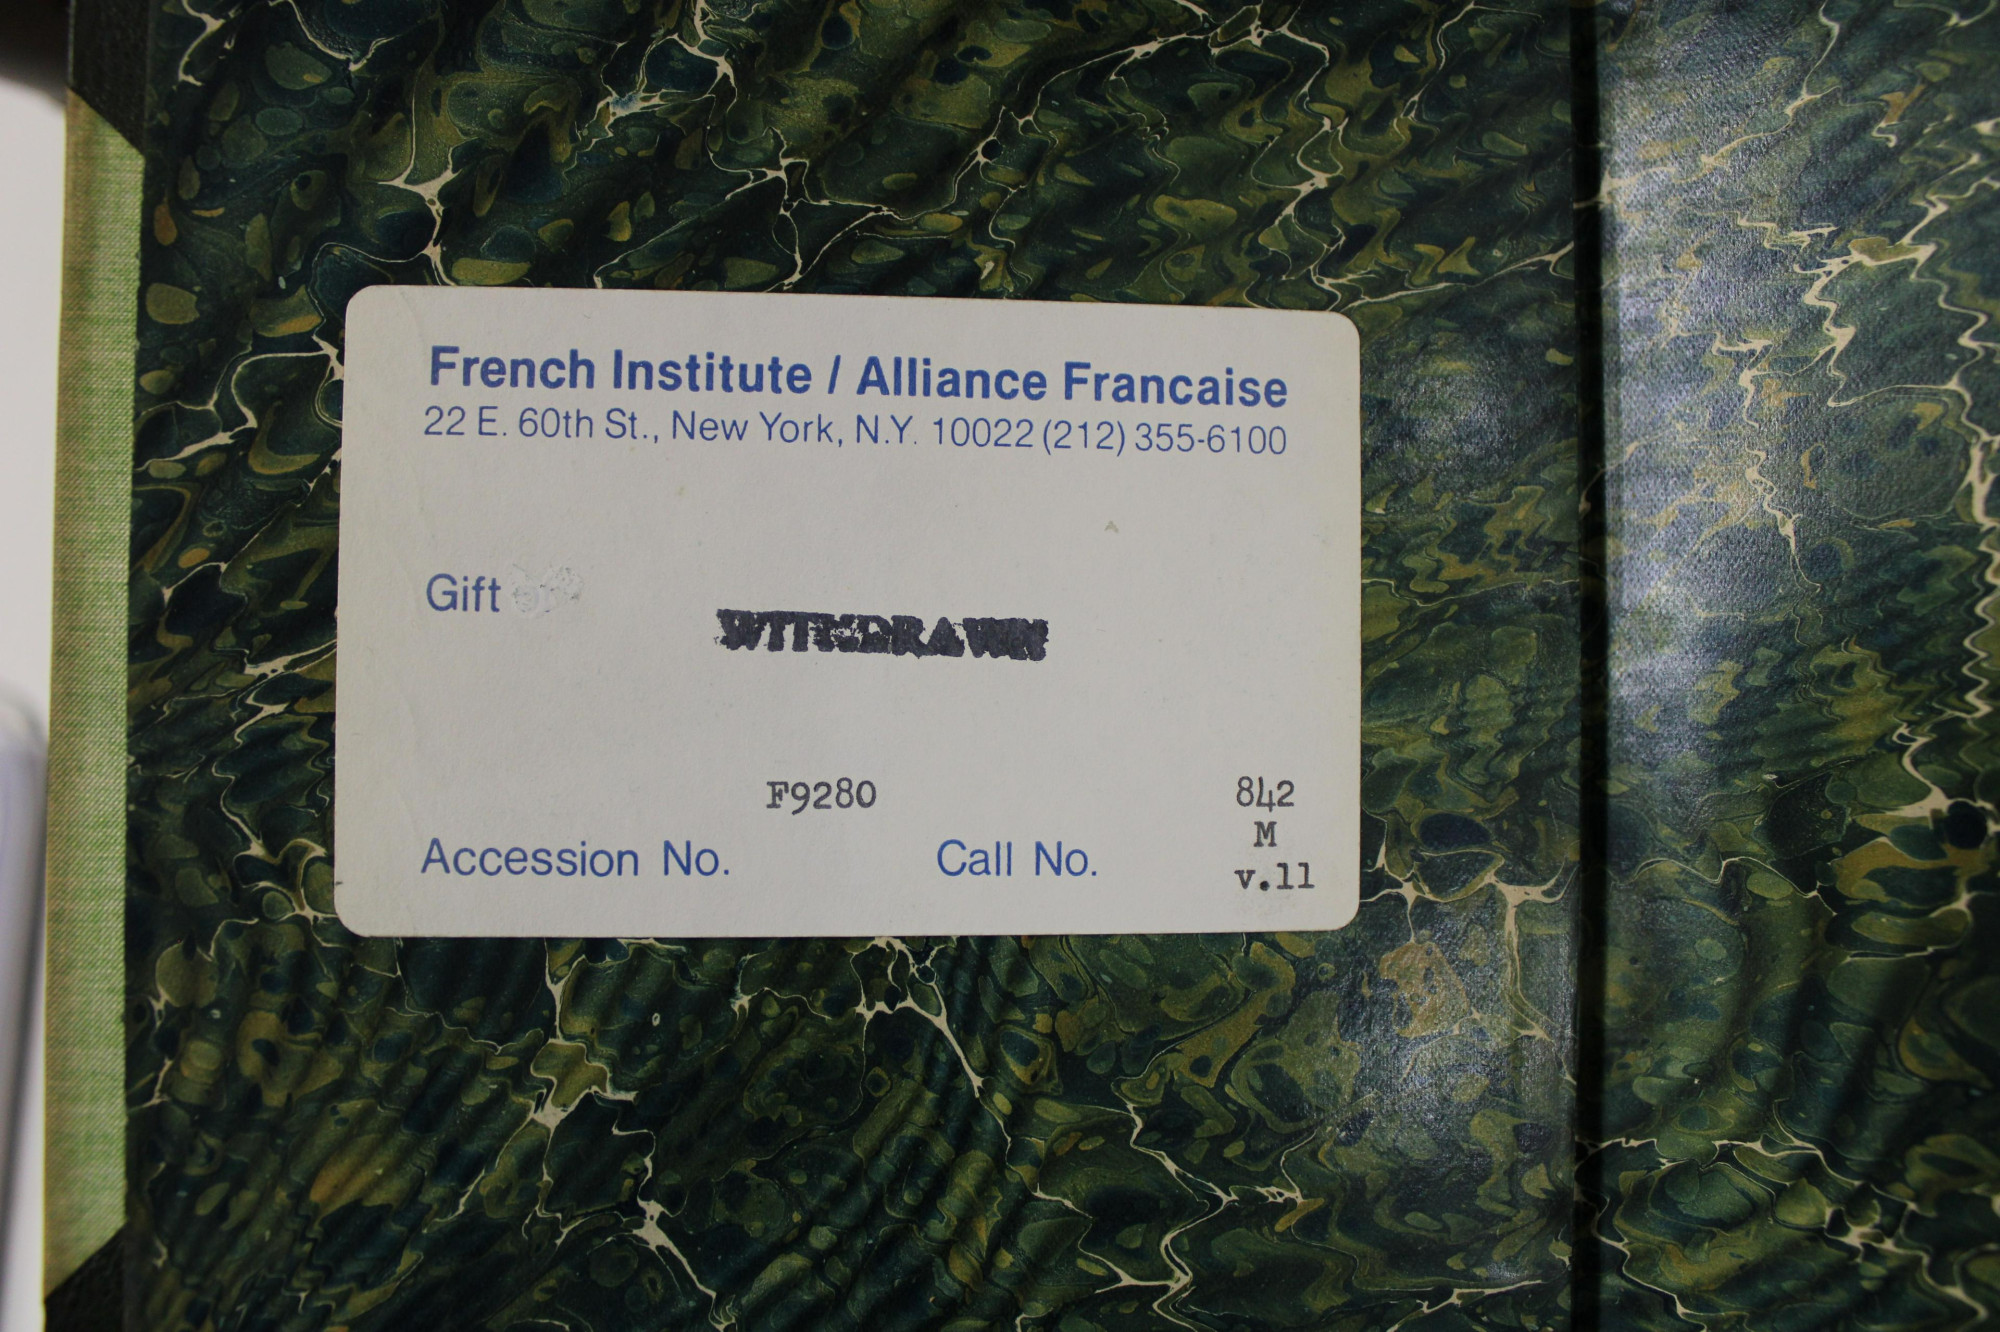 French Institute / Alliance Francaise
22 E. 60th St., New York, N.Y. 10022 (212) 355-6100
Gift
WITHDRAWN
F9280
842
M
Accession No.
Call No.
v.11